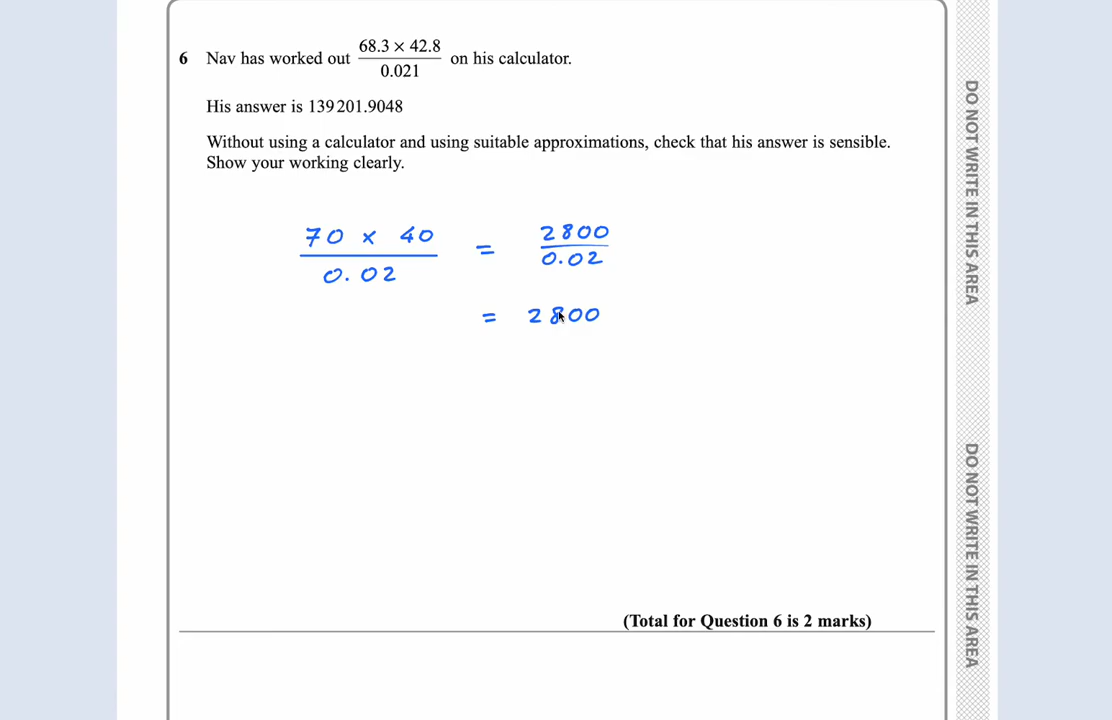 6 Nav has worked out 68.3 × 42.8 / 0.021 on his calculator.
His answer is 139 201.9048
Without using a calculator and using suitable approximations, check that his answer is sensible.
Show your working clearly.
70 × 40 / 0.02 = 2800 / 0.02
= 2800
(Total for Question 6 is 2 marks)
DO NOT WRITE IN THIS AREA
DO NOT WRITE IN THIS AREA